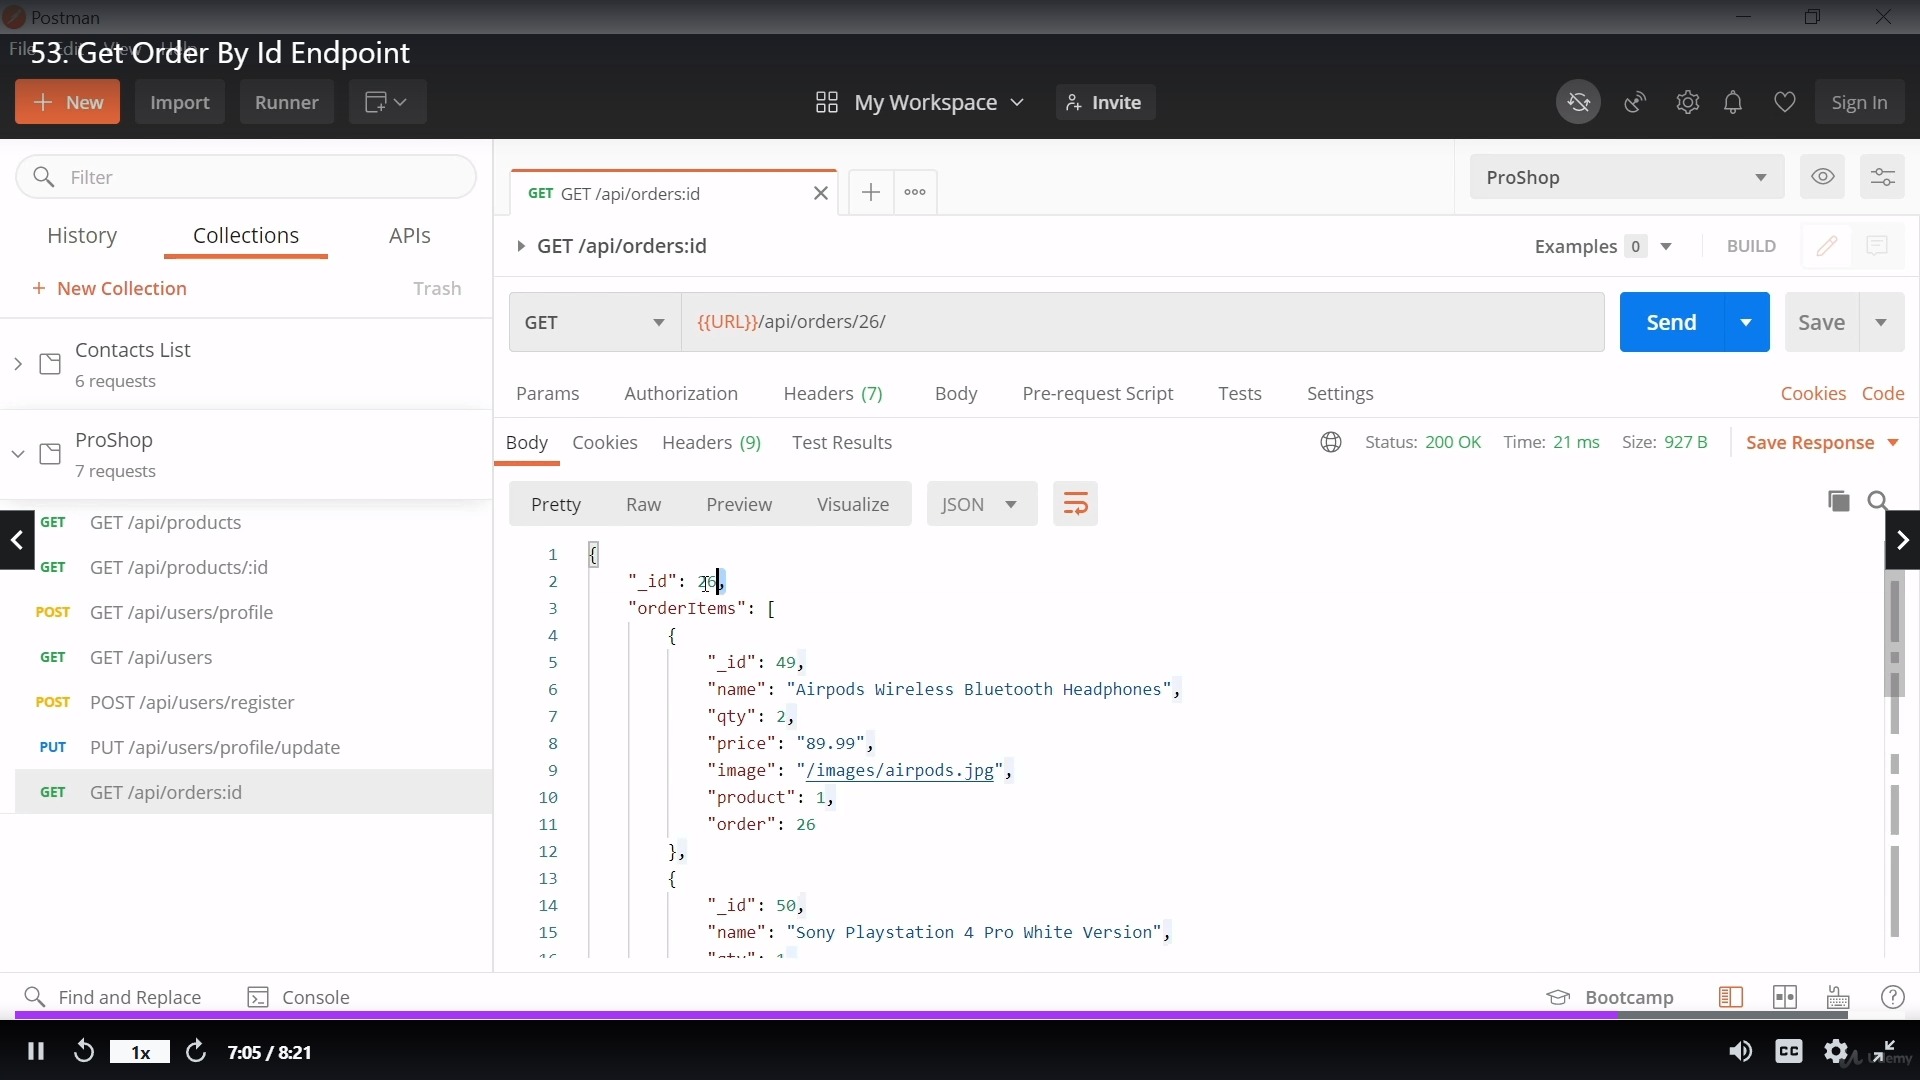 Postman
File Edit View Help
53. Get Order By Id Endpoint
New
Import
Runner
My Workspace
Invite
Sign In
Filter
History
Collections
APIs
+ New Collection
Trash
Contacts List
6 requests
ProShop
7 requests
GET GET /api/products
GET GET /api/products/:id
POST GET /api/users/profile
GET GET /api/users
POST POST /api/users/register
PUT PUT /api/users/profile/update
GET GET /api/orders:id
GET GET /api/orders:id
ProShop
GET /api/orders:id
Examples 0
BUILD
GET
{{URL}}/api/orders/26/
Send
Save
Params
Authorization
Headers (7)
Body
Pre-request Script
Tests
Settings
Cookies
Code
Body
Cookies
Headers (9)
Test Results
Status: 200 OK
Time: 21 ms
Size: 927 B
Save Response
Pretty
Raw
Preview
Visualize
JSON
1 {
2 "_id": 26,
3 "orderItems": [
4 {
5 "_id": 49,
6 "name": "Airpods Wireless Bluetooth Headphones",
7 "qty": 2,
8 "price": "89.99",
9 "image": "/images/airpods.jpg",
10 "product": 1,
11 "order": 26
12 },
13 {
14 "_id": 50,
15 "name": "Sony Playstation 4 Pro White Version",
Find and Replace
Console
Bootcamp
1x
7:05 / 8:21
CC
Udemy